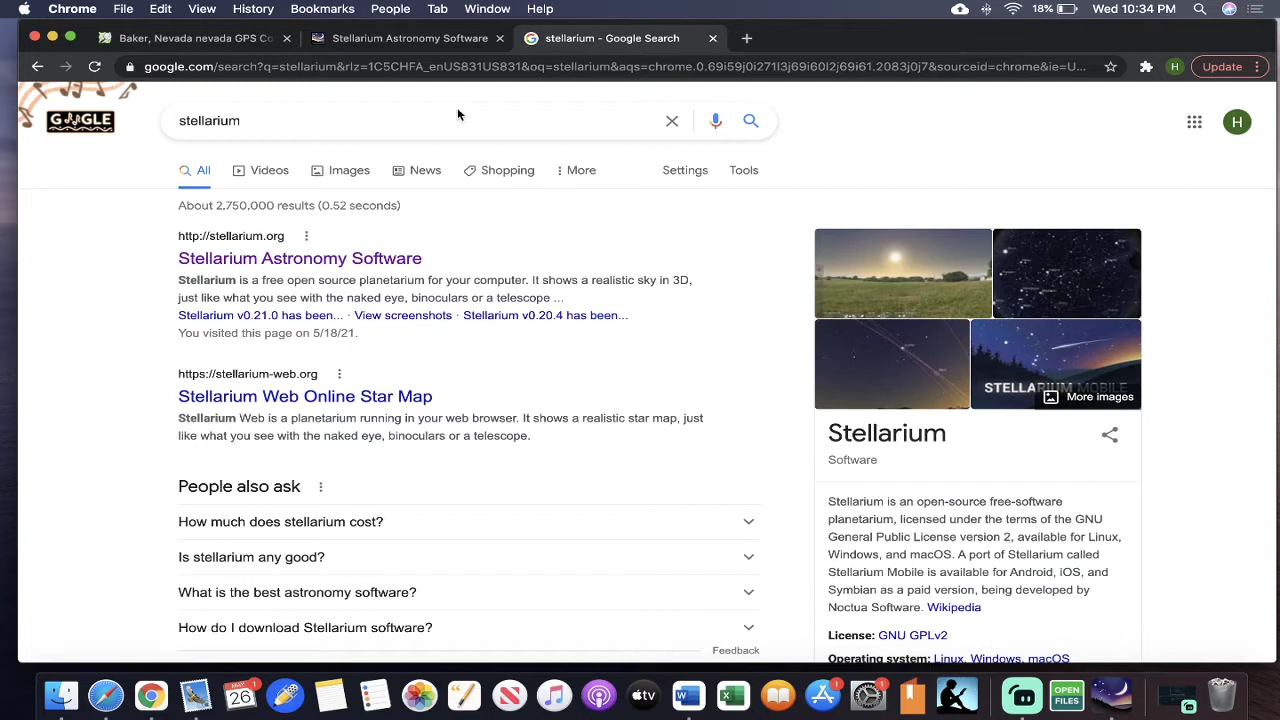 Chrome File Edit View History Bookmarks People Tab Window Help 18% Wed 10:34 PM
Baker, Nevada nevada GPS Co
Stellarium Astronomy Software
stellarium - Google Search
google.com/search?q=stellarium&rlz=1C5CHFA_enUS831US831&oq=stellarium&aqs=chrome.0.69i59j0i271l3j69i60l2j69i61.2083j0j7&sourceid=chrome&ie=U...
H
Update
GOOGLE
stellarium
H
All Videos Images News Shopping More Settings Tools
About 2,750,000 results (0.52 seconds)
http://stellarium.org
Stellarium Astronomy Software
Stellarium is a free open source planetarium for your computer. It shows a realistic sky in 3D,
just like what you see with the naked eye, binoculars or a telescope ...
Stellarium v0.21.0 has been... · View screenshots · Stellarium v0.20.4 has been...
You visited this page on 5/18/21.
https://stellarium-web.org
Stellarium Web Online Star Map
Stellarium Web is a planetarium running in your web browser. It shows a realistic star map, just
like what you see with the naked eye, binoculars or a telescope.
People also ask
How much does stellarium cost?
Is stellarium any good?
What is the best astronomy software?
How do I download Stellarium software?
Feedback
STELLARIUM MOBILE
More images
Stellarium
Software
Stellarium is an open-source free-software
planetarium, licensed under the terms of the GNU
General Public License version 2, available for Linux,
Windows, and macOS. A port of Stellarium called
Stellarium Mobile is available for Android, iOS, and
Symbian as a paid version, being developed by
Noctua Software. Wikipedia
License: GNU GPLv2
Operating system: Linux, Windows, macOS
26
1
tv
W
X
1
1
OPEN
FILES